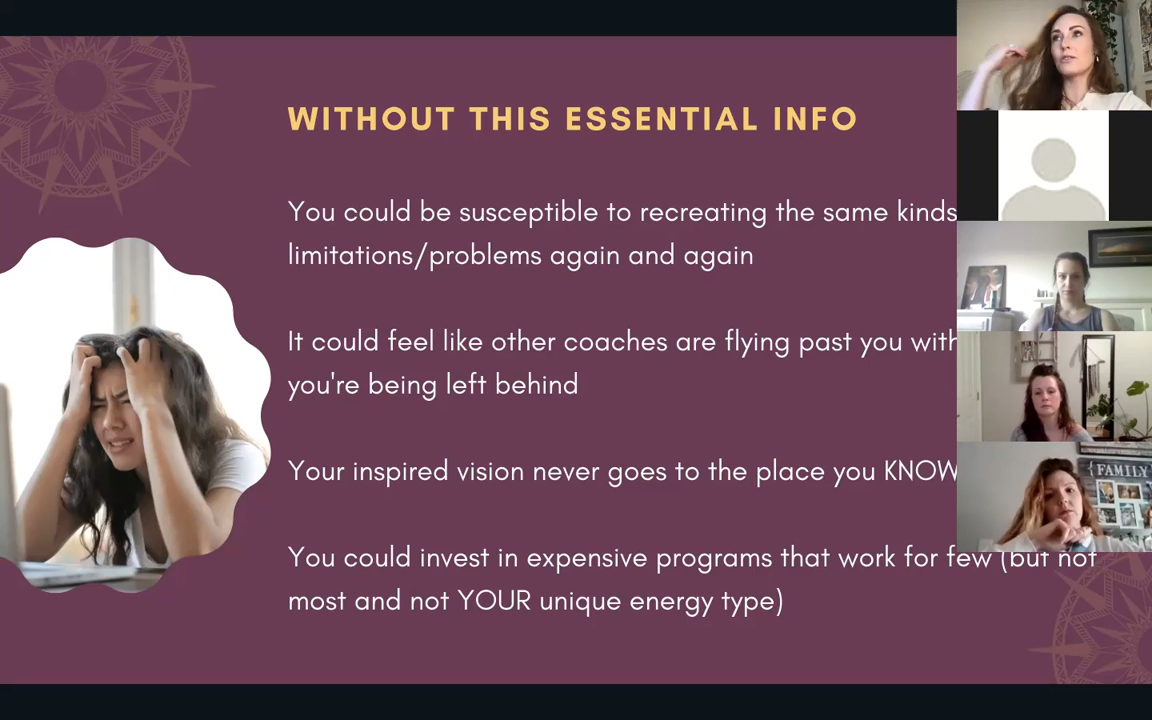 WITHOUT THIS ESSENTIAL INFO
You could be susceptible to recreating the same kinds
limitations/problems again and again
It could feel like other coaches are flying past you with
you're being left behind
Your inspired vision never goes to the place you KNOW
You could invest in expensive programs that work for few (but not
most and not YOUR unique energy type)
FAMILY